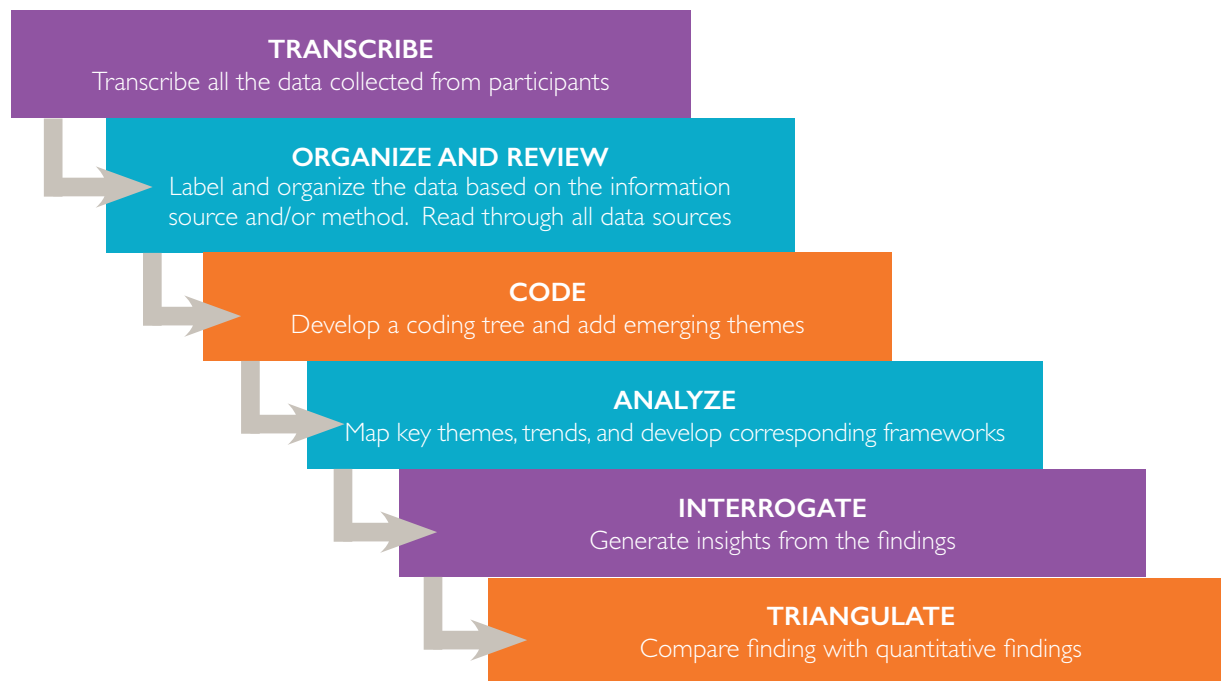 TRANSCRIBE
Transcribe all the data collected from participants
ORGANIZE AND REVIEW
Label and organize the data based on the information
source and/or method.  Read through all data sources
CODE
Develop a coding tree and add emerging themes
ANALYZE
Map key themes, trends, and develop corresponding frameworks
INTERROGATE
Generate insights from the findings
TRIANGULATE
Compare finding with quantitative findings